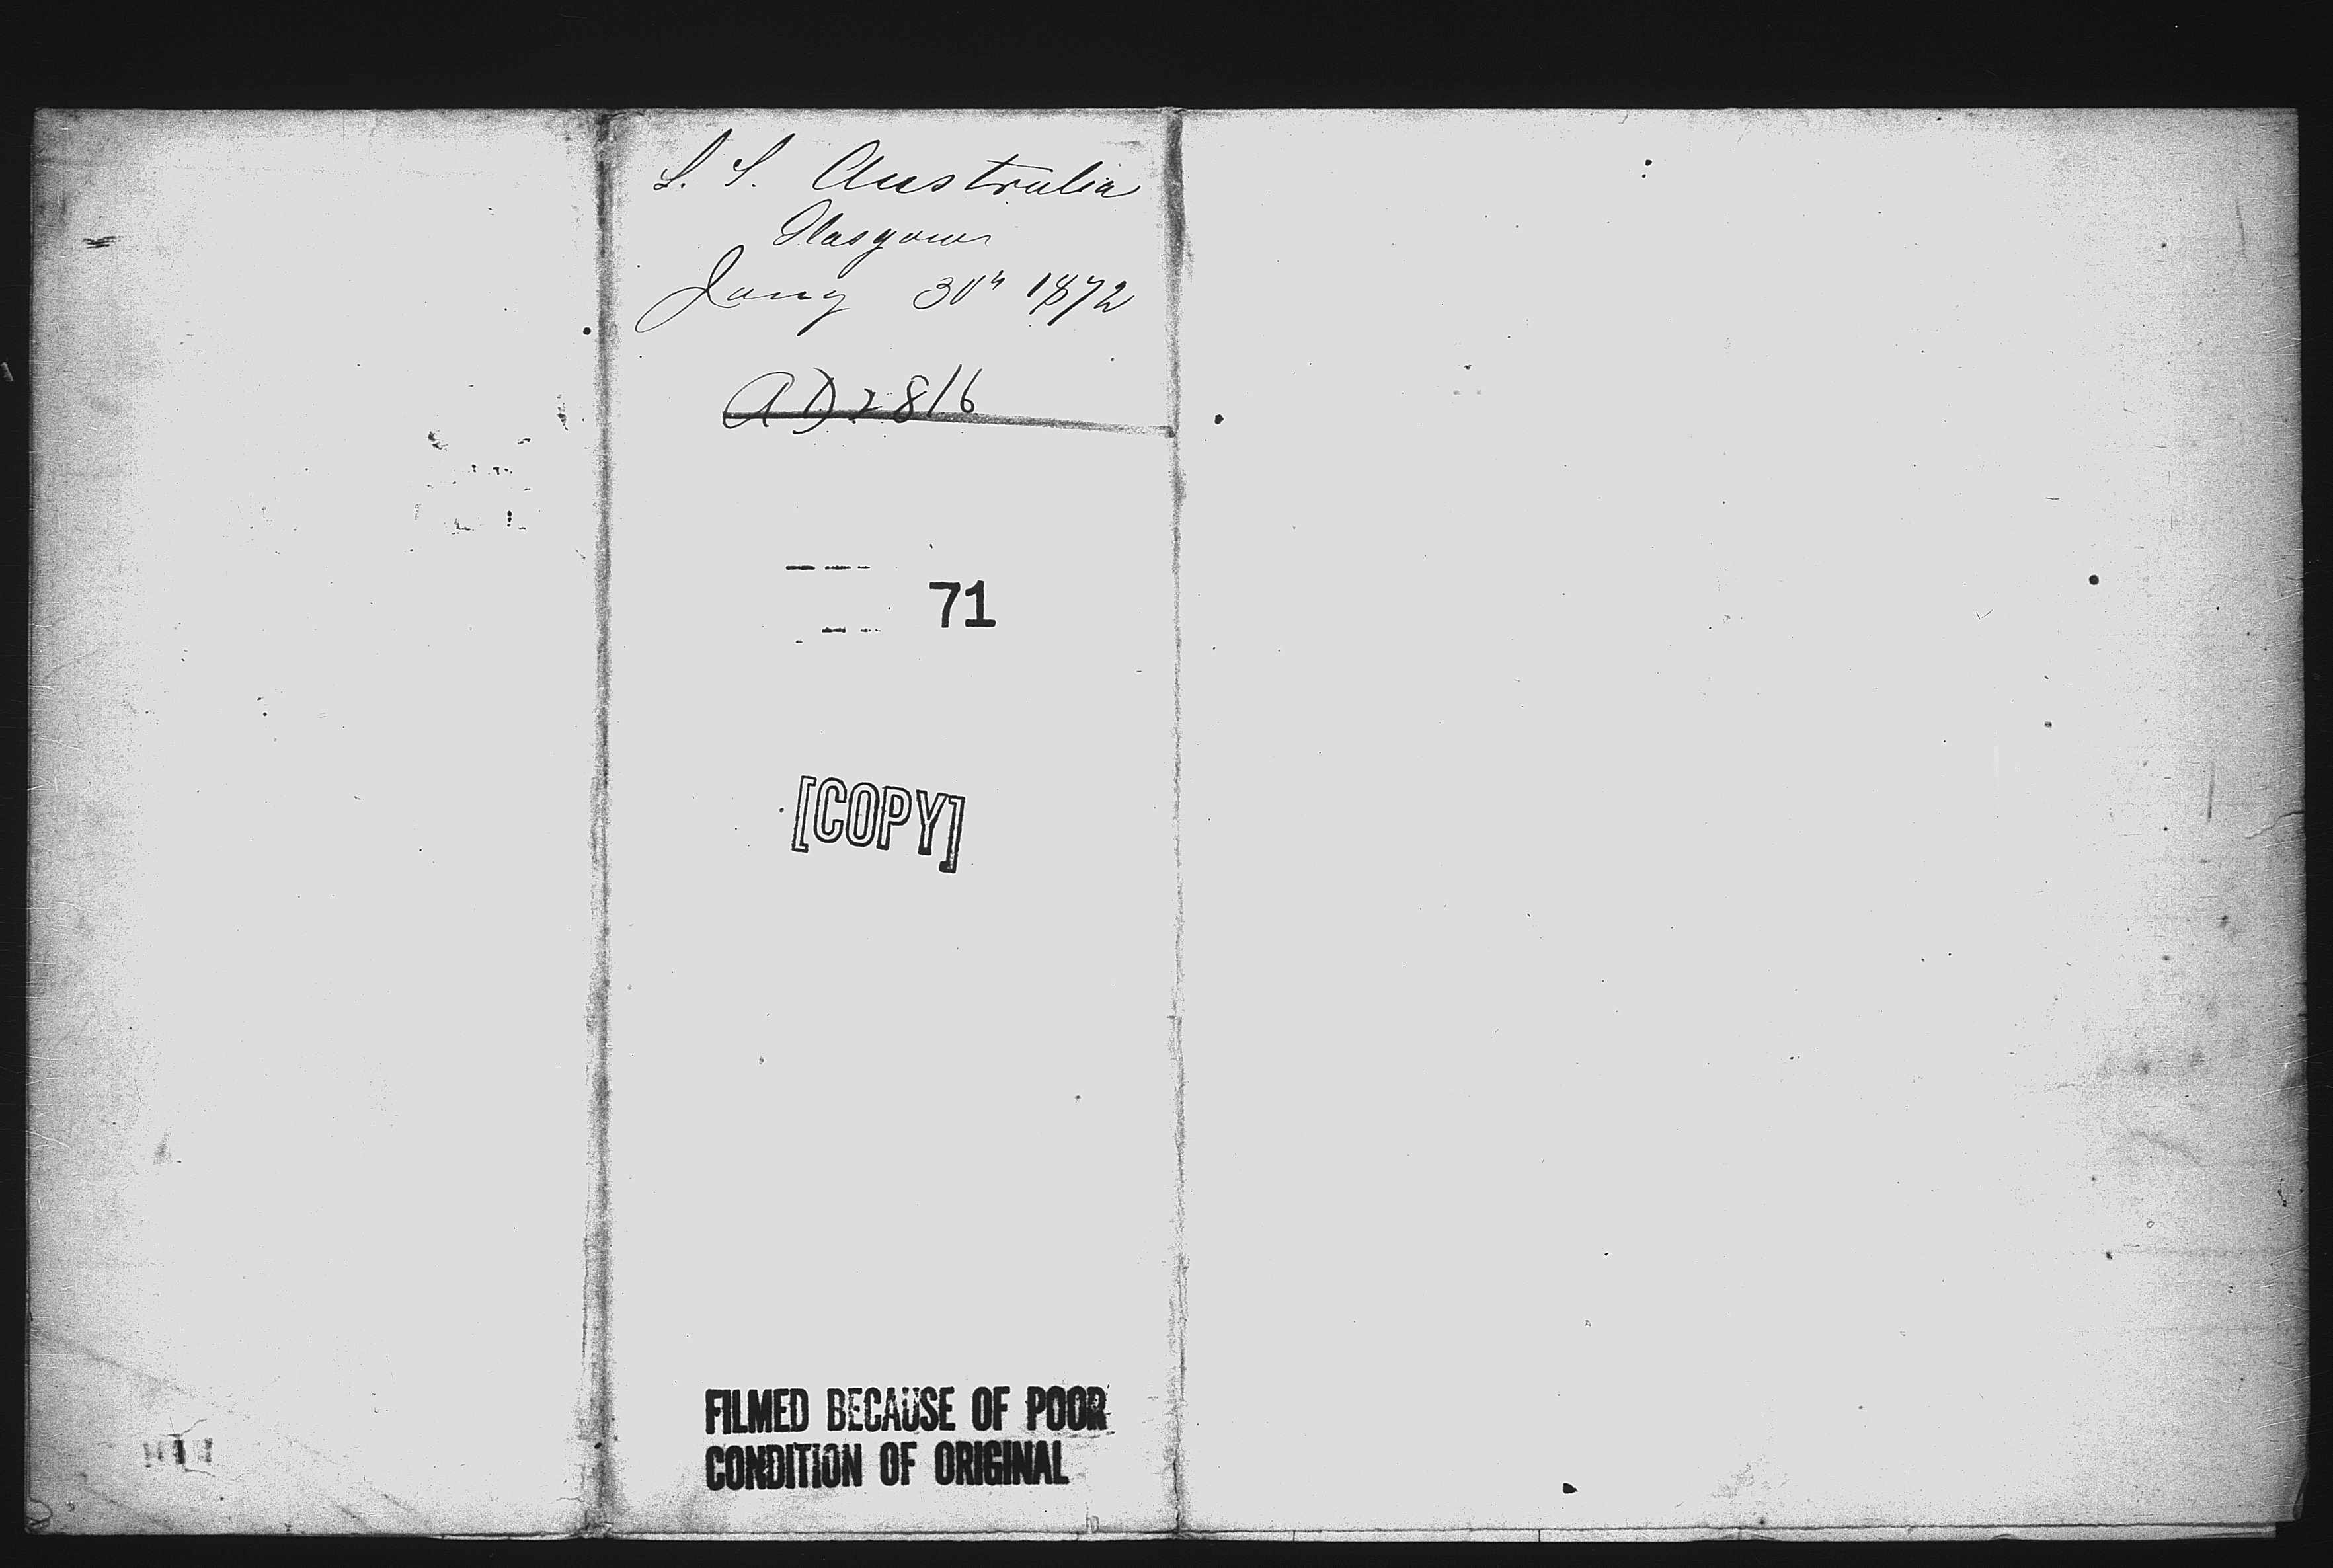 S. S. Australia
Glasgow
Jany 30th 1872
AD 2816
71
[COPY]
FILMED BECAUSE OF POOR
CONDITION OF ORIGINAL